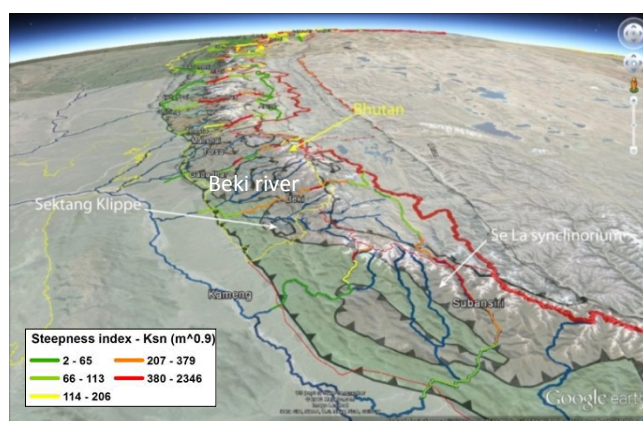 Bhutan
Beki river
Sektang Klippe
Beki
Se La synclinorium
Kameng
Subansiri
Steepness index - Ksn (m^0.9)
2 - 65
207 - 379
66 - 113
380 - 2346
114 - 206
Google earth